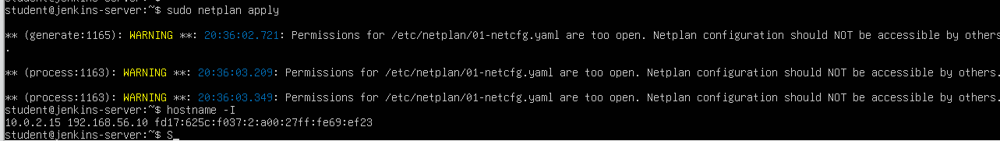 student@jenkins-server:~$ sudo netplan apply
** (generate:1165): WARNING **: 20:36:02.721: Permissions for /etc/netplan/01-netcfg.yaml are too open. Netplan configuration should NOT be accessible by others
.
** (process:1163): WARNING **: 20:36:03.209: Permissions for /etc/netplan/01-netcfg.yaml are too open. Netplan configuration should NOT be accessible by others.
** (process:1163): WARNING **: 20:36:03.349: Permissions for /etc/netplan/01-netcfg.yaml are too open. Netplan configuration should NOT be accessible by others.
student@jenkins-server:~$ hostname -I
10.0.2.15 192.168.56.10 fd17:625c:f037:2:a00:27ff:fe69:ef23
student@jenkins-server:~$ S_